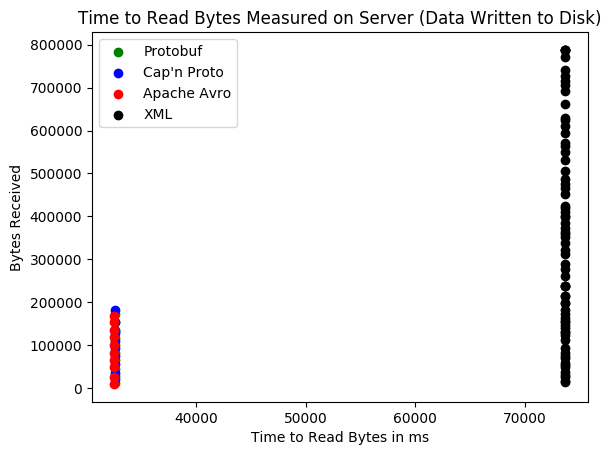 Time to Read Bytes Measured on Server (Data Written to Disk)
Protobuf
Cap'n Proto
Apache Avro
XML
Bytes Received
800000
700000
600000
500000
400000
300000
200000
100000
0
40000
50000
60000
70000
Time to Read Bytes in ms